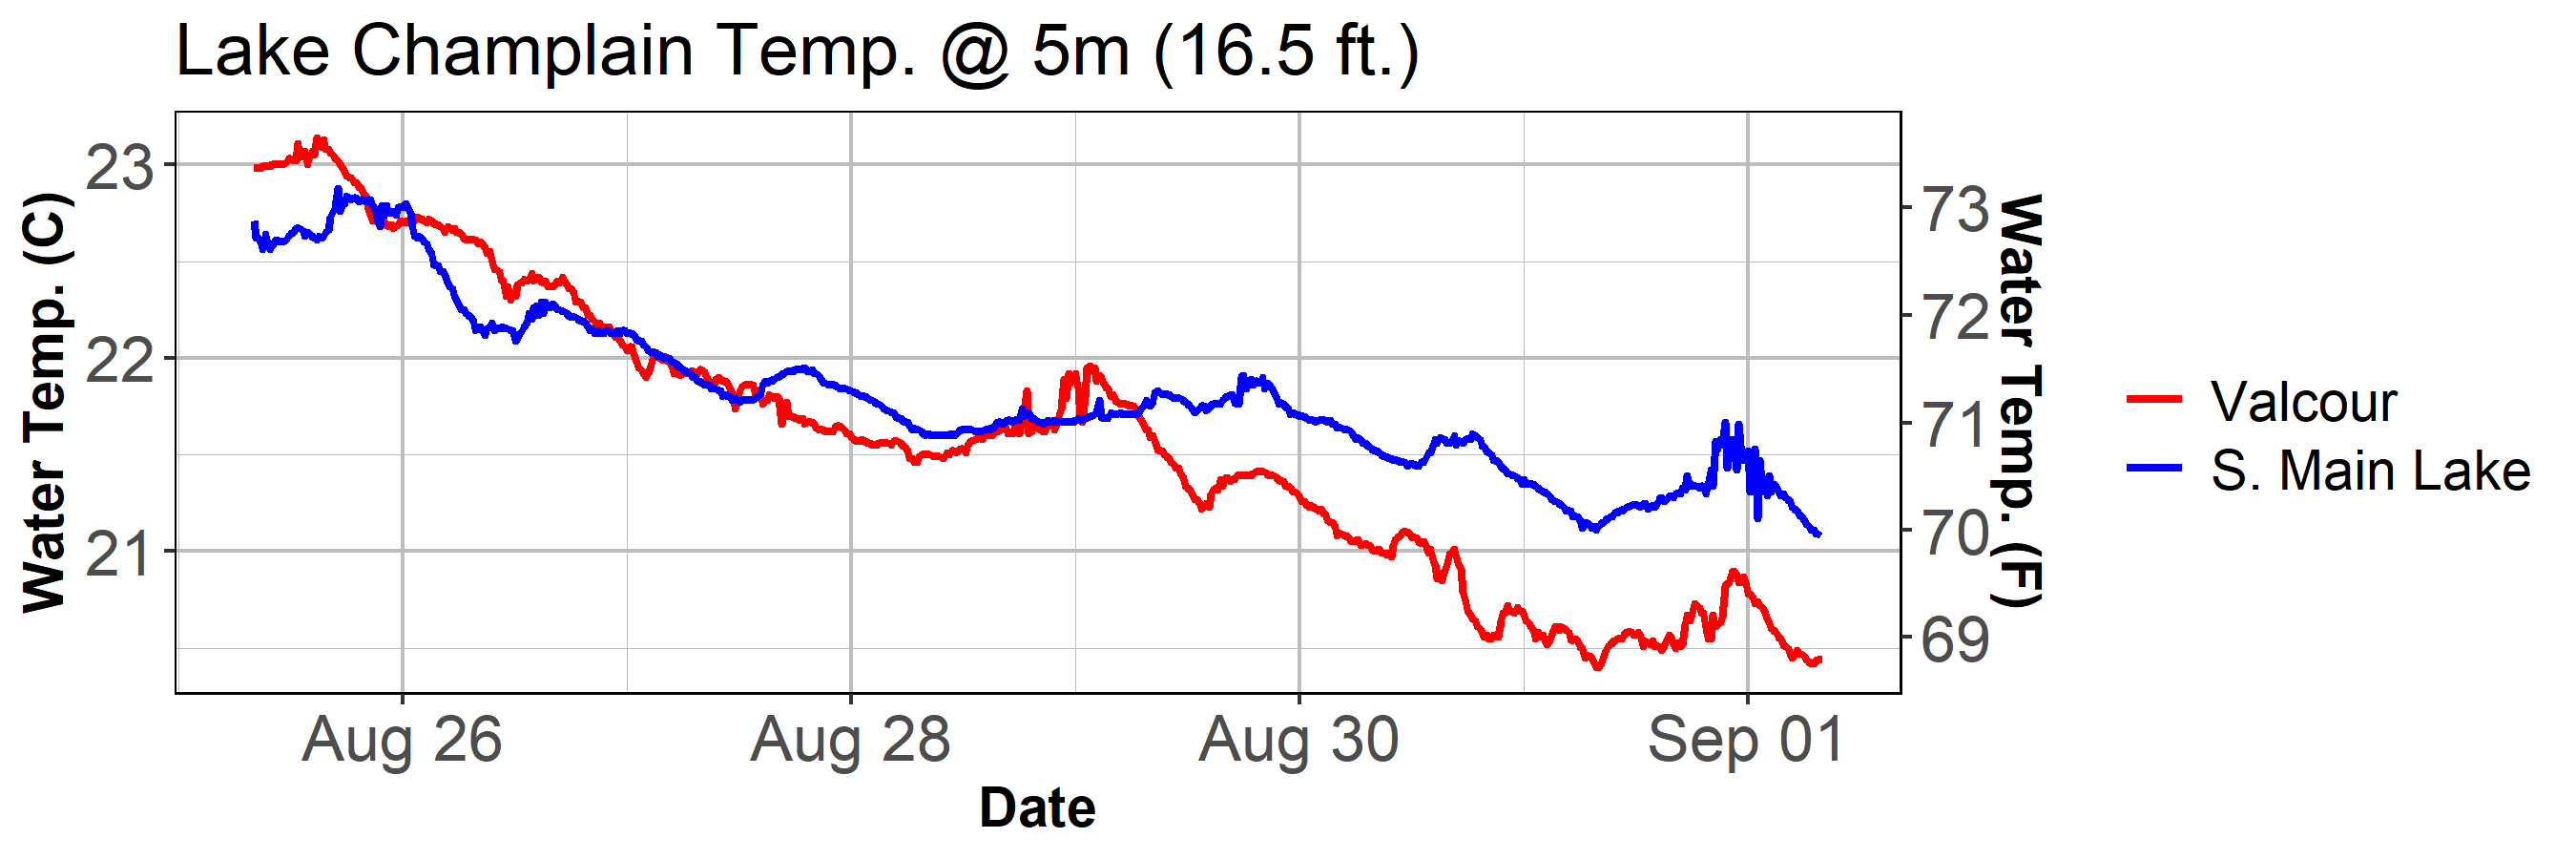 Lake Champlain Temp. @ 5m (16.5 ft.)
Water Temp. (C)
23
22
21
Water Temp. (F)
73
72
71
70
69
Aug 26
Aug 28
Aug 30
Sep 01
Date
Valcour
S. Main Lake